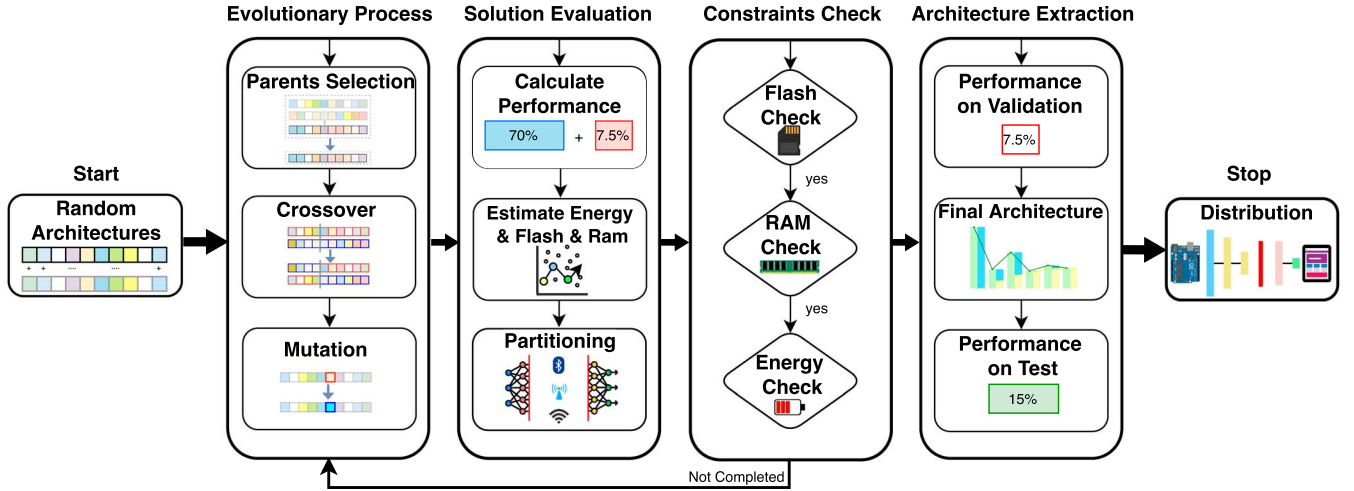 Evolutionary Process
Solution Evaluation
Constraints Check
Architecture Extraction
Start
Random
Architectures
+ + .... .... +
Parents Selection
Crossover
Mutation
Calculate
Performance
70% + 7.5%
Estimate Energy
& Flash & Ram
Partitioning
Flash
Check
yes
RAM
Check
yes
Energy
Check
Not Completed
Performance
on Validation
7.5%
Final Architecture
Performance
on Test
15%
Stop
Distribution